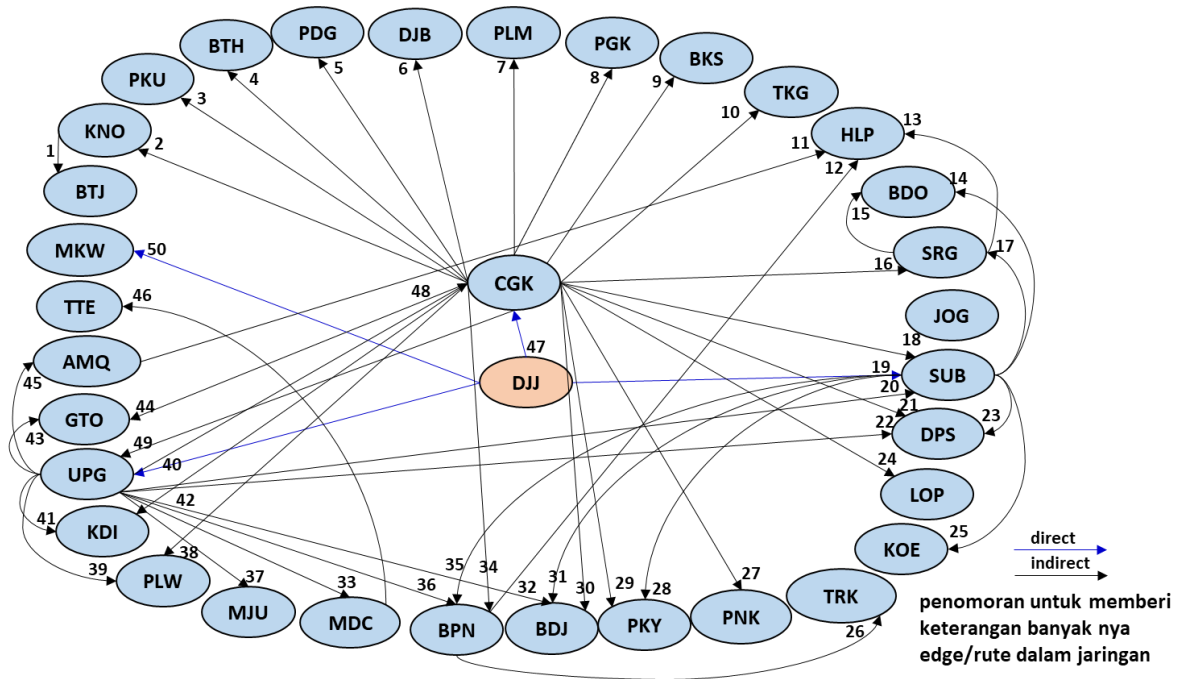 PLM
DJB
PDG
BTH
PGK
BKS
PKU
TKG
KNO
HLP
BTJ
BDO
MKW
SRG
TTE
JOG
AMQ
SUB
GTO
DPS
UPG
LOP
KDI
KOE
PLW
TRK
MJU
MDC
BPN
BDJ
PKY
PNK
CGK
DJJ
1
2
3
4
5
6
7
8
9
10
11
12
13
14
15
16
17
18
19
20
21
22
23
24
25
26
27
28
29
30
31
32
33
34
35
36
37
38
39
40
41
42
43
44
45
46
47
48
49
50
direct
indirect
penomoran untuk memberi
keterangan banyak nya
edge/rute dalam jaringan